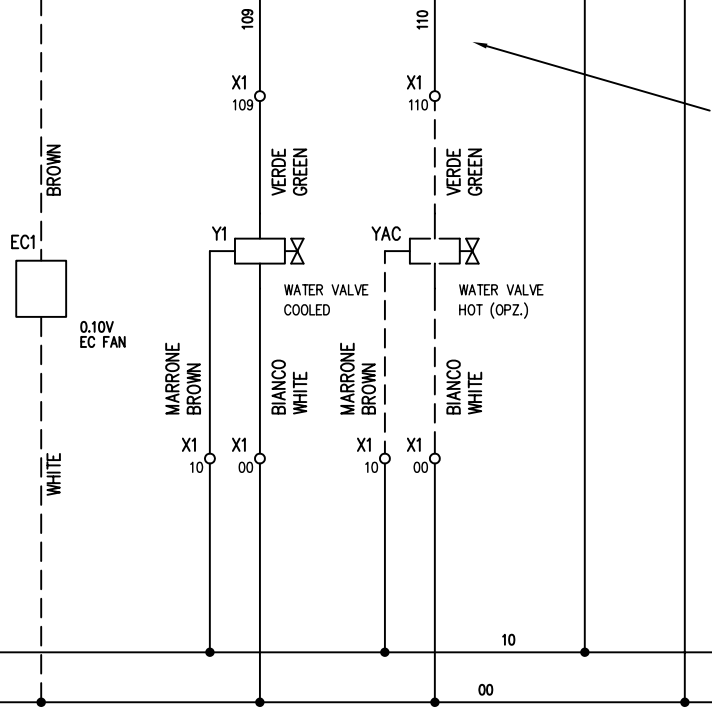 109
110
X1
109
X1
110
BROWN
VERDE
GREEN
VERDE
GREEN
EC1
Y1
YAC
WATER VALVE
COOLED
WATER VALVE
HOT (OPZ.)
0.10V
EC FAN
MARRONE
BROWN
BIANCO
WHITE
MARRONE
BROWN
BIANCO
WHITE
X1
10
X1
00
X1
10
X1
00
WHITE
10
00